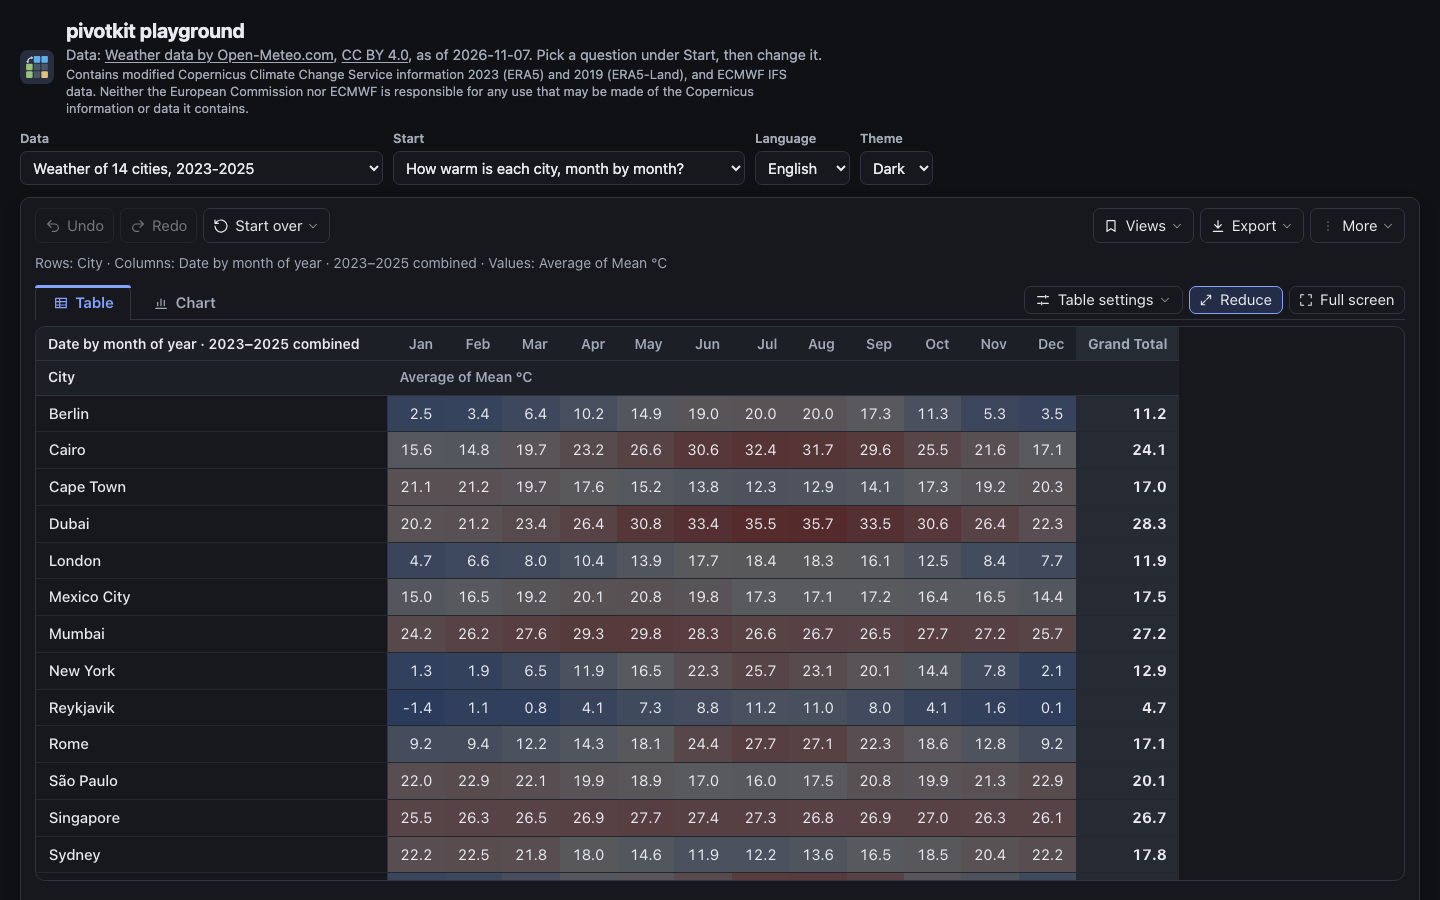 pivotkit playground
Data: Weather data by Open-Meteo.com, CC BY 4.0, as of 2026-11-07. Pick a question under Start, then change it.
Contains modified Copernicus Climate Change Service information 2023 (ERA5) and 2019 (ERA5-Land), and ECMWF IFS
data. Neither the European Commission nor ECMWF is responsible for any use that may be made of the Copernicus
information or data it contains.
Data Start Language Theme
Weather of 14 cities, 2023-2025 How warm is each city, month by month? English Dark
Undo Redo Start over Views Export More
Rows: City · Columns: Date by month of year · 2023–2025 combined · Values: Average of Mean °C
Table Chart Table settings Reduce Full screen
Date by month of year · 2023–2025 combined Jan Feb Mar Apr May Jun Jul Aug Sep Oct Nov Dec Grand Total
City Average of Mean °C
Berlin 2.5 3.4 6.4 10.2 14.9 19.0 20.0 20.0 17.3 11.3 5.3 3.5 11.2
Cairo 15.6 14.8 19.7 23.2 26.6 30.6 32.4 31.7 29.6 25.5 21.6 17.1 24.1
Cape Town 21.1 21.2 19.7 17.6 15.2 13.8 12.3 12.9 14.1 17.3 19.2 20.3 17.0
Dubai 20.2 21.2 23.4 26.4 30.8 33.4 35.5 35.7 33.5 30.6 26.4 22.3 28.3
London 4.7 6.6 8.0 10.4 13.9 17.7 18.4 18.3 16.1 12.5 8.4 7.7 11.9
Mexico City 15.0 16.5 19.2 20.1 20.8 19.8 17.3 17.1 17.2 16.4 16.5 14.4 17.5
Mumbai 24.2 26.2 27.6 29.3 29.8 28.3 26.6 26.7 26.5 27.7 27.2 25.7 27.2
New York 1.3 1.9 6.5 11.9 16.5 22.3 25.7 23.1 20.1 14.4 7.8 2.1 12.9
Reykjavik -1.4 1.1 0.8 4.1 7.3 8.8 11.2 11.0 8.0 4.1 1.6 0.1 4.7
Rome 9.2 9.4 12.2 14.3 18.1 24.4 27.7 27.1 22.3 18.6 12.8 9.2 17.1
São Paulo 22.0 22.9 22.1 19.9 18.9 17.0 16.0 17.5 20.8 19.9 21.3 22.9 20.1
Singapore 25.5 26.3 26.5 26.9 27.7 27.4 27.3 26.8 26.9 27.0 26.3 26.1 26.7
Sydney 22.2 22.5 21.8 18.0 14.6 11.9 12.2 13.6 16.5 18.5 20.4 22.2 17.8